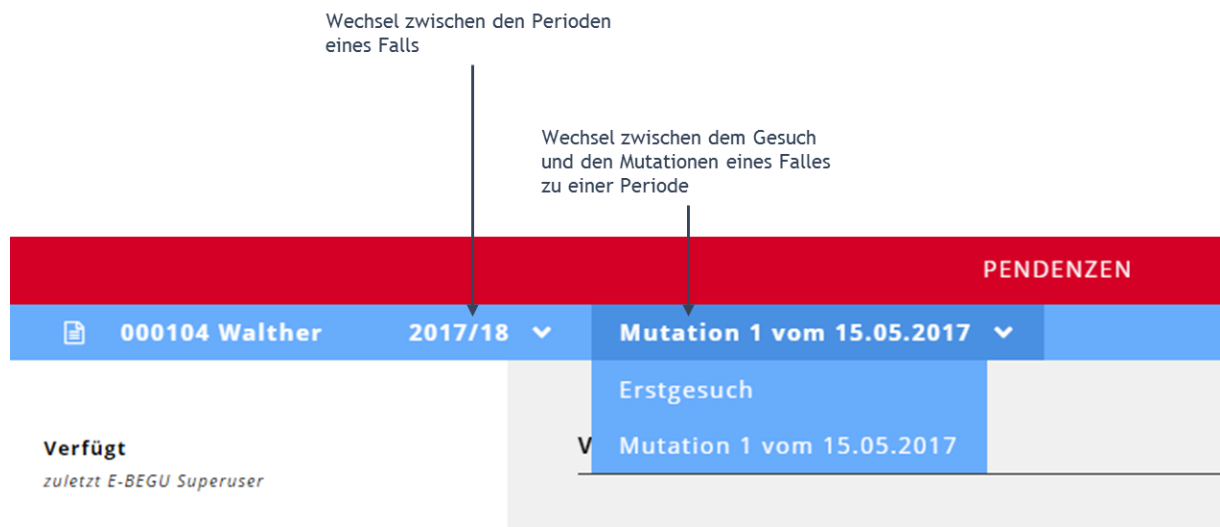 Wechsel zwischen den Perioden
eines Falls
Wechsel zwischen dem Gesuch
und den Mutationen eines Falles
zu einer Periode
PENDENZEN
000104 Walther 2017/18 Mutation 1 vom 15.05.2017
Erstgesuch
Mutation 1 vom 15.05.2017
Verfügt
V
zuletzt E-BEGU Superuser